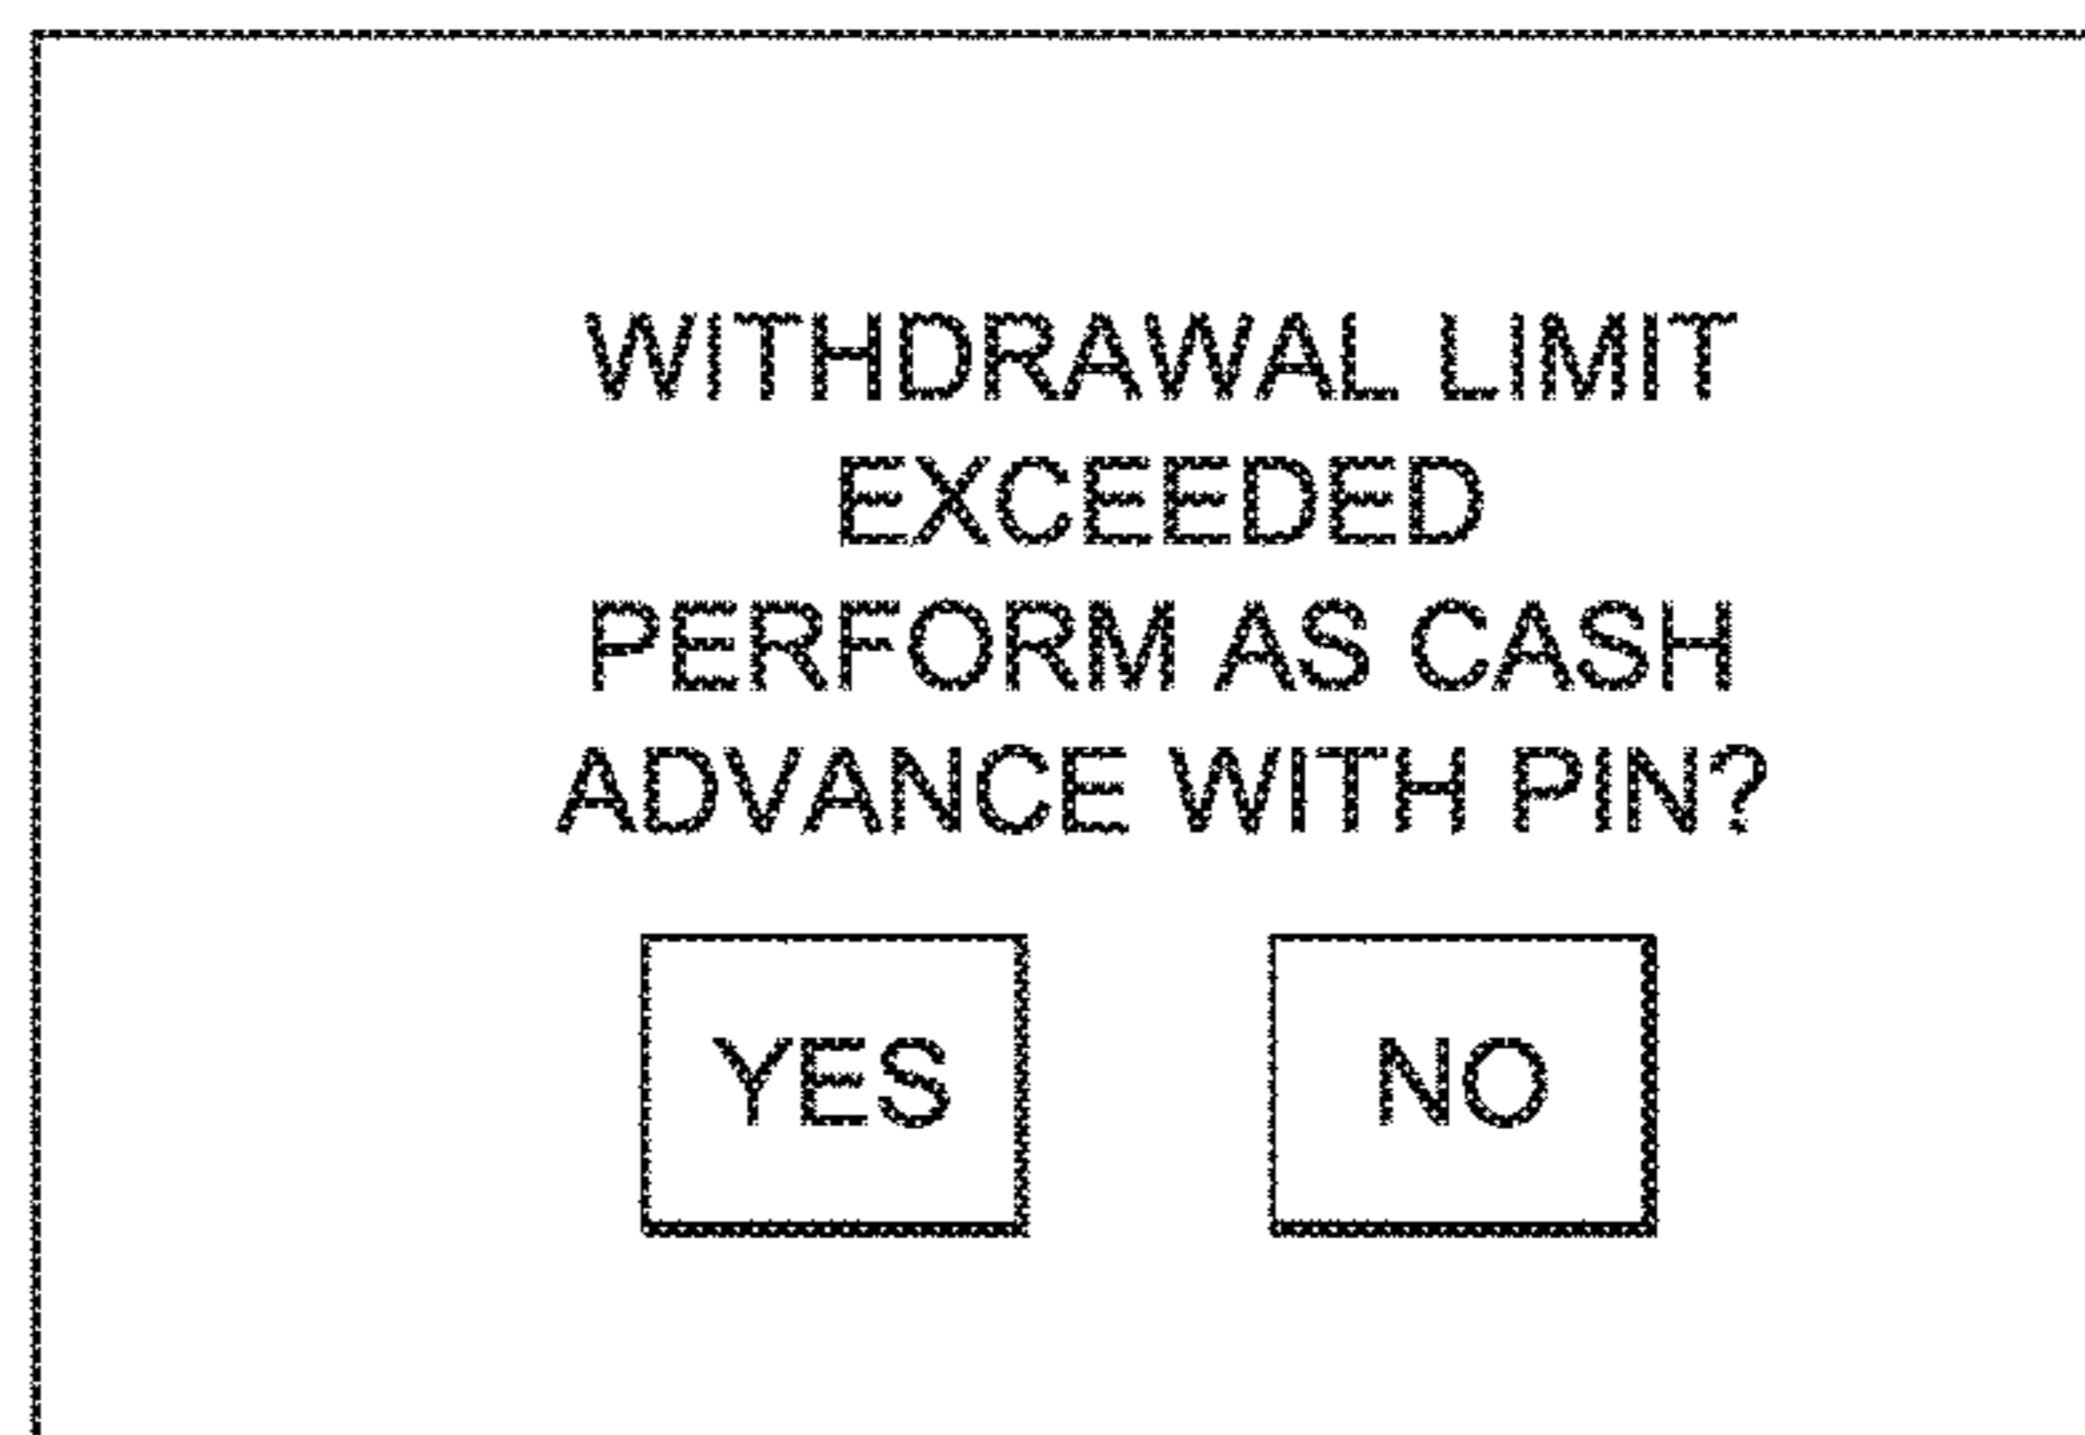 WITHDRAWAL LIMIT
EXCEEDED
PERFORM AS CASH
ADVANCE WITH PIN?
YES NO